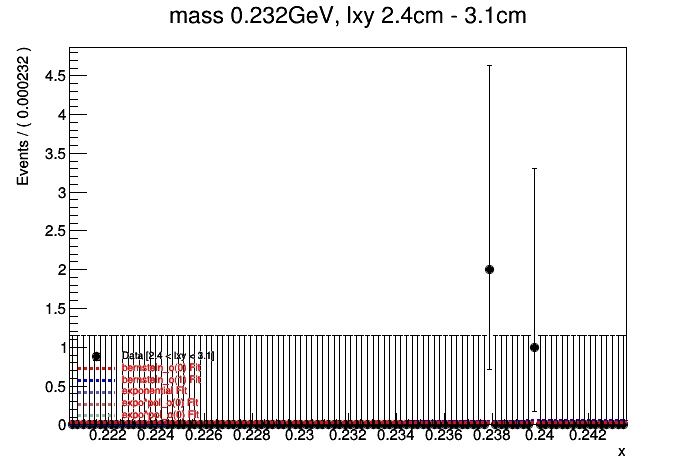 mass 0.232GeV, lxy 2.4cm - 3.1cm
Events / ( 0.000232 )
4.5
4
3.5
3
2.5
2
1.5
1
0.5
0
Data [2.4 < lxy < 3.1]
bernstein_o(0) Fit
bernstein_o(1) Fit
exponential Fit
expo*pol_o(0) Fit
0.222 0.224 0.226 0.228 0.23 0.232 0.234 0.236 0.238 0.24 0.242
x